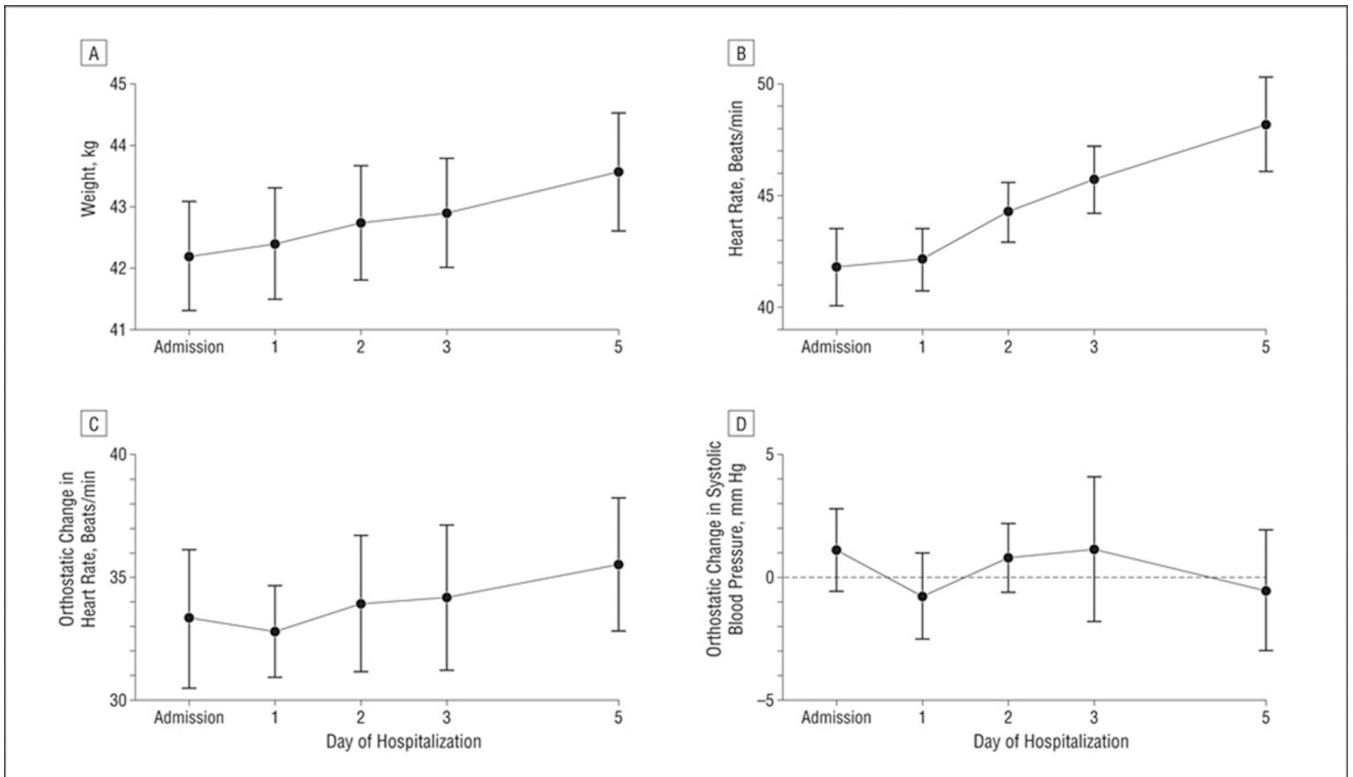 A
Weight, kg
45
44
43
42
41
Admission 1 2 3 5
B
Heart Rate, Beats/min
50
45
40
Admission 1 2 3 5
C
Orthostatic Change in
Heart Rate, Beats/min
40
35
30
Admission 1 2 3 5
Day of Hospitalization
D
Orthostatic Change in Systolic
Blood Pressure, mm Hg
5
0
–5
Admission 1 2 3 5
Day of Hospitalization